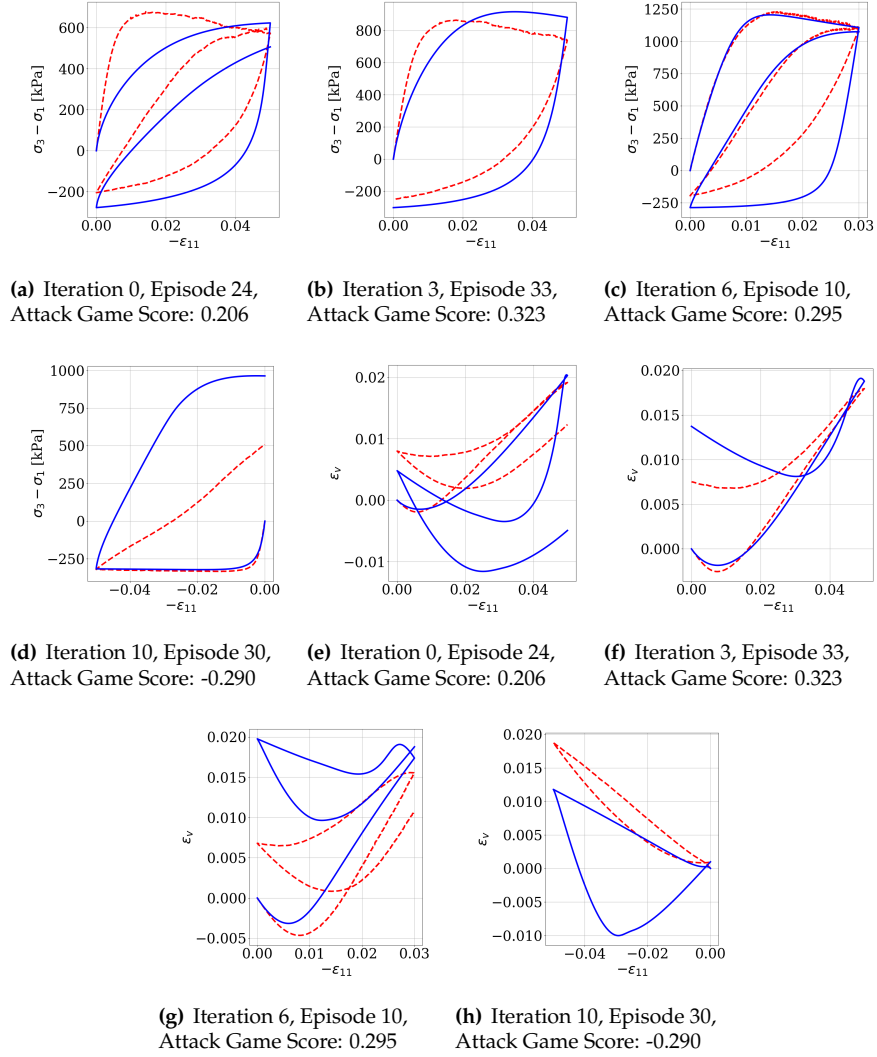 600
400
200
0
−200
σ3 − σ1 [kPa]
0.00 0.02 0.04
−ε11
800
600
400
200
0
−200
σ3 − σ1 [kPa]
0.00 0.02 0.04
−ε11
1250
1000
750
500
250
0
−250
σ3 − σ1 [kPa]
0.00 0.01 0.02 0.03
−ε11
(a) Iteration 0, Episode 24,
Attack Game Score: 0.206
(b) Iteration 3, Episode 33,
Attack Game Score: 0.323
(c) Iteration 6, Episode 10,
Attack Game Score: 0.295
1000
750
500
250
0
−250
σ3 − σ1 [kPa]
−0.04 −0.02 0.00
−ε11
0.02
0.01
0.00
−0.01
εv
0.00 0.02 0.04
−ε11
0.020
0.015
0.010
0.005
0.000
εv
0.00 0.02 0.04
−ε11
(d) Iteration 10, Episode 30,
Attack Game Score: -0.290
(e) Iteration 0, Episode 24,
Attack Game Score: 0.206
(f) Iteration 3, Episode 33,
Attack Game Score: 0.323
0.020
0.015
0.010
0.005
0.000
−0.005
εv
0.00 0.01 0.02 0.03
−ε11
0.020
0.015
0.010
0.005
0.000
−0.005
−0.010
εv
−0.04 −0.02 0.00
−ε11
(g) Iteration 6, Episode 10,
Attack Game Score: 0.295
(h) Iteration 10, Episode 30,
Attack Game Score: -0.290